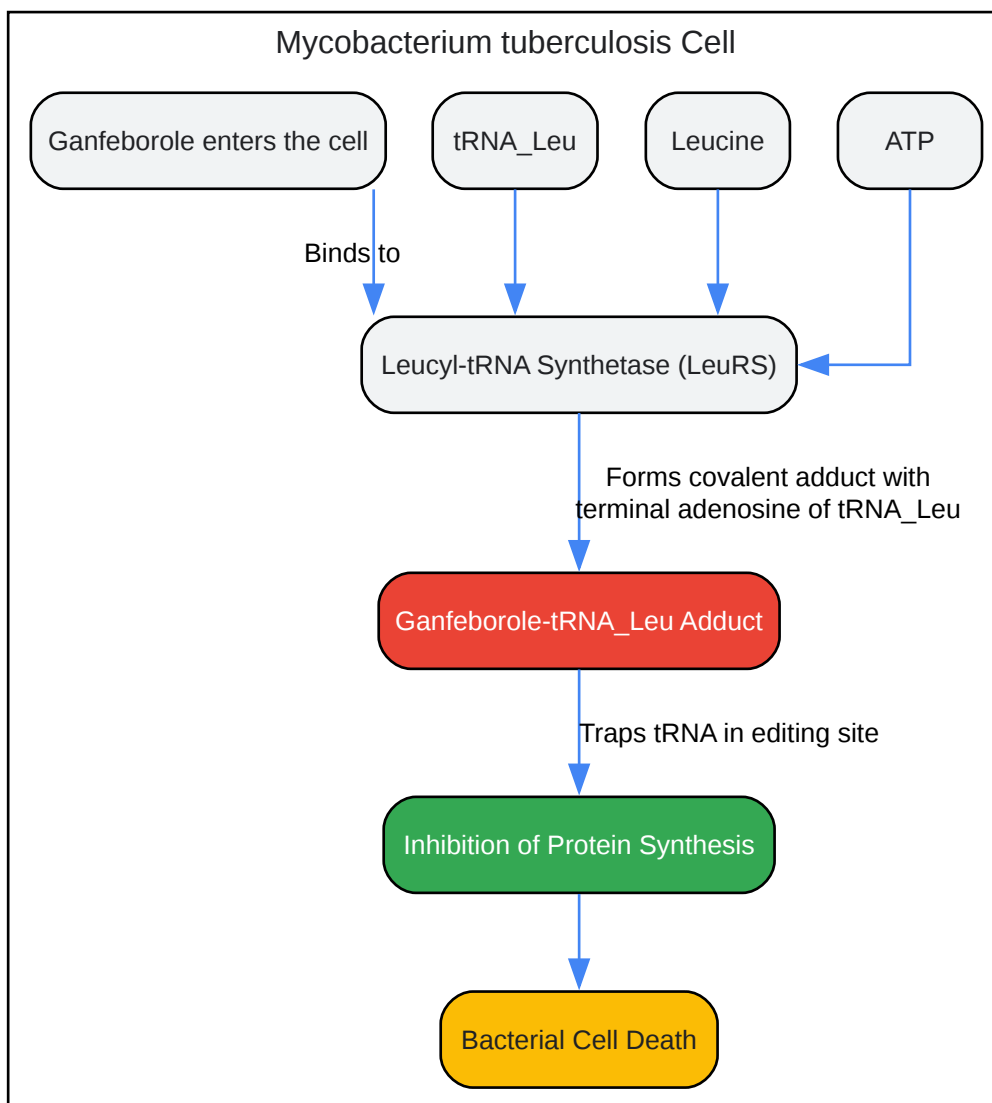 Mycobacterium tuberculosis Cell
Ganfeborole enters the cell
tRNA_Leu
Leucine
ATP
Binds to
Leucyl-tRNA Synthetase (LeuRS)
Forms covalent adduct with
terminal adenosine of tRNA_Leu
Ganfeborole-tRNA_Leu Adduct
Traps tRNA in editing site
Inhibition of Protein Synthesis
Bacterial Cell Death